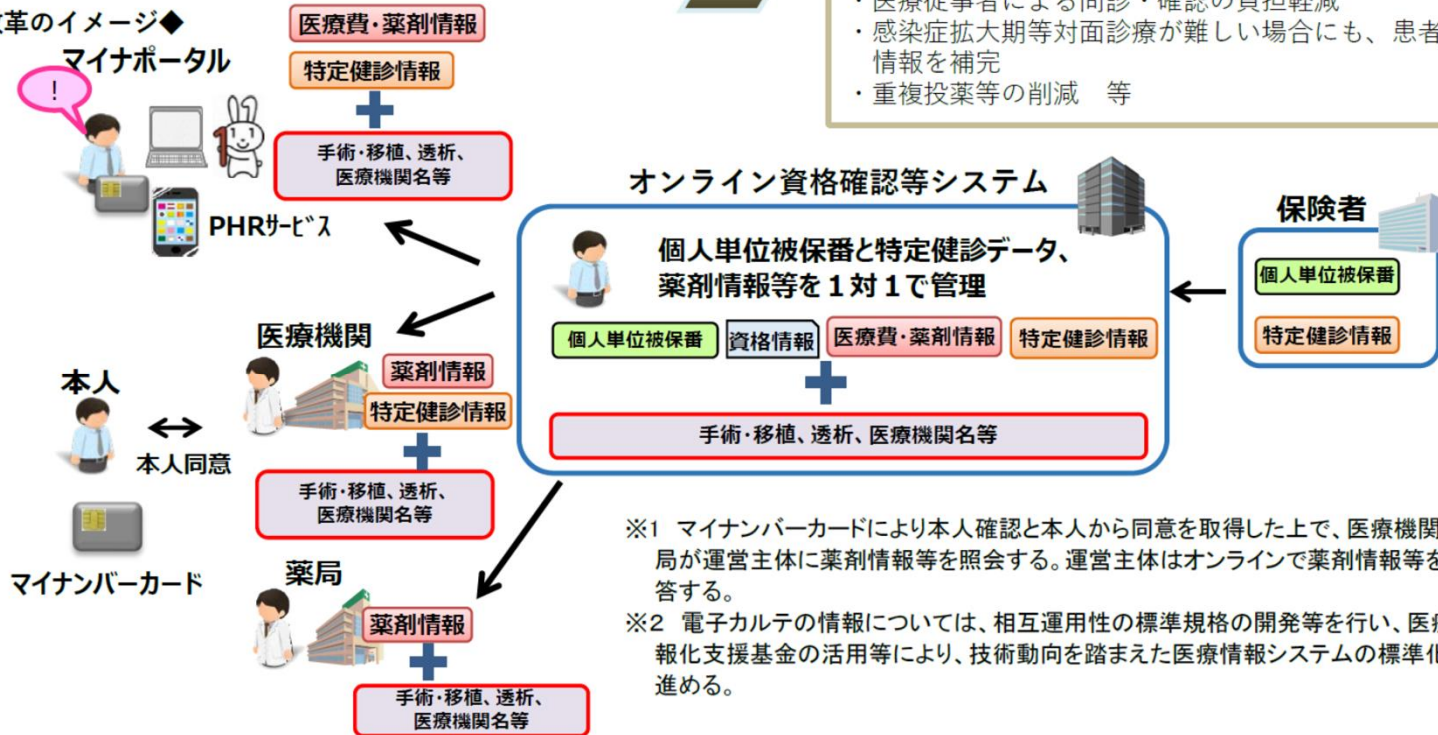 革のイメージ◆
マイナポータル
!
医療費・薬剤情報
特定健診情報
手術・移植、透析、
医療機関名等
PHRサービス
・医療従事者による問診・確認の負担軽減
・感染症拡大期等対面診療が難しい場合にも、患者
情報を補完
・重複投薬等の削減　等
オンライン資格確認等システム
個人単位被保番と特定健診データ、
薬剤情報等を1対1で管理
個人単位被保番
資格情報
医療費・薬剤情報
特定健診情報
手術・移植、透析、医療機関名等
保険者
個人単位被保番
特定健診情報
医療機関
薬剤情報
特定健診情報
手術・移植、透析、
医療機関名等
本人
本人同意
マイナンバーカード
薬局
薬剤情報
手術・移植、透析、
医療機関名等
※1 マイナンバーカードにより本人確認と本人から同意を取得した上で、医療機関
局が運営主体に薬剤情報等を照会する。運営主体はオンラインで薬剤情報等を
答する。
※2 電子カルテの情報については、相互運用性の標準規格の開発等を行い、医療
報化支援基金の活用等により、技術動向を踏まえた医療情報システムの標準化
進める。